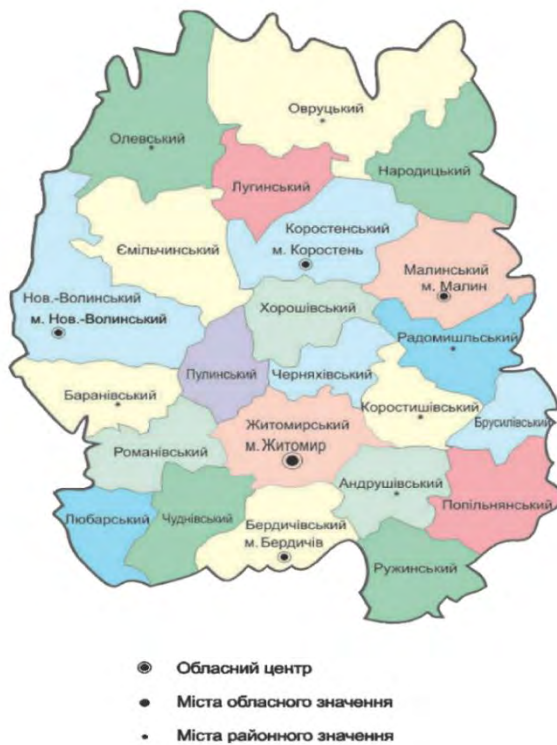 Овруцький
Олевський
Народицький
Лугинський
Коростенський
м. Коростень
Ємільчинський
Малинський
м. Малин
Нов.-Волинський
м. Нов.-Волинський
Хорошівський
Радомишльський
Пулинський
Черняхівський
Баранівський
Коростишівський
Брусилівський
Житомирський
м. Житомир
Романівський
Андрушівський
Попільнянський
Любарський
Чуднівський
Бердичівський
м. Бердичів
Ружинський
Обласний центр
Міста обласного значення
Міста районного значення